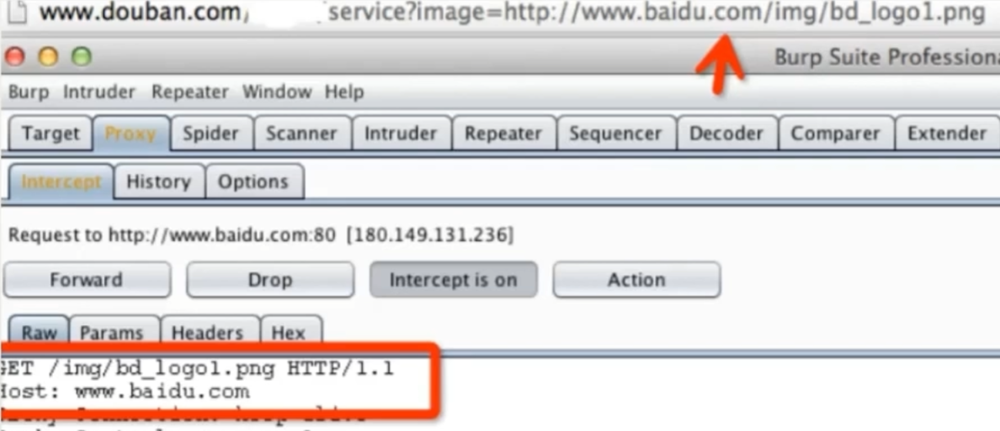 www.douban.com/ service?image=http://www.baidu.com/img/bd_logo1.png
Burp Suite Professiona
Burp Intruder Repeater Window Help
Target Proxy Spider Scanner Intruder Repeater Sequencer Decoder Comparer Extender
Intercept History Options
Request to http://www.baidu.com:80 [180.149.131.236]
Forward Drop Intercept is on Action
Raw Params Headers Hex
GET /img/bd_logo1.png HTTP/1.1
Host: www.baidu.com